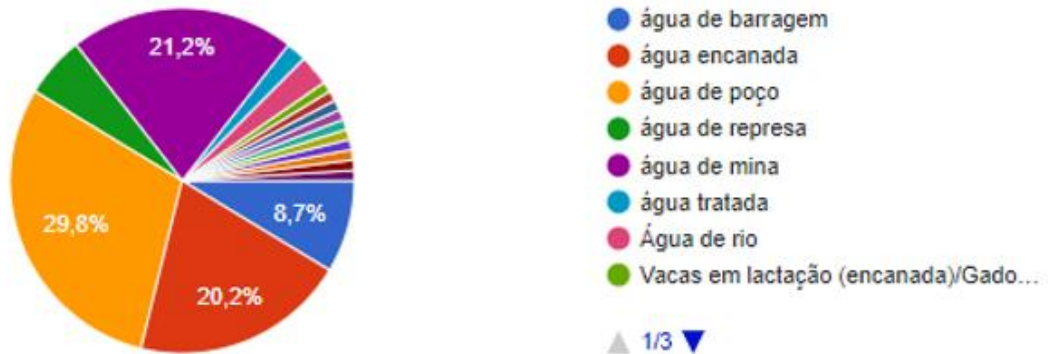 21,2%
29,8%
8,7%
20,2%
água de barragem
água encanada
água de poço
água de represa
água de mina
água tratada
Água de rio
Vacas em lactação (encanada)/Gado...
1/3